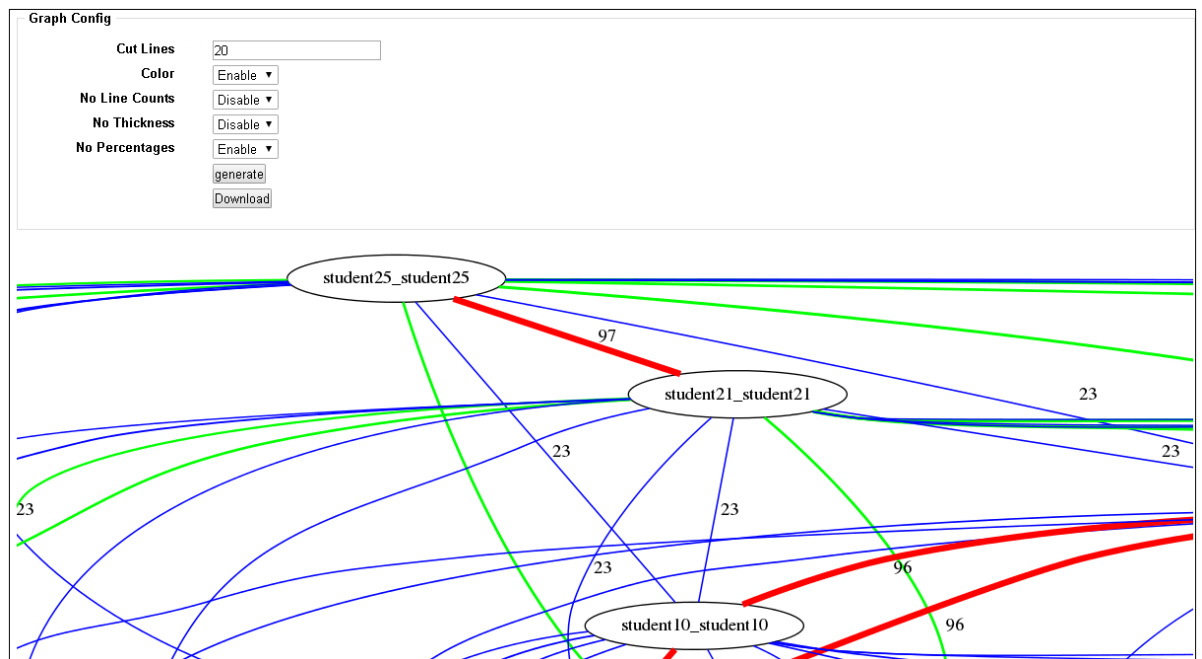 Graph Config
Cut Lines 20
Color Enable
No Line Counts Disable
No Thickness Disable
No Percentages Enable
generate
Download
student25_student25
97
student21_student21
23
23
23
23
23
23
96
student10_student10
96